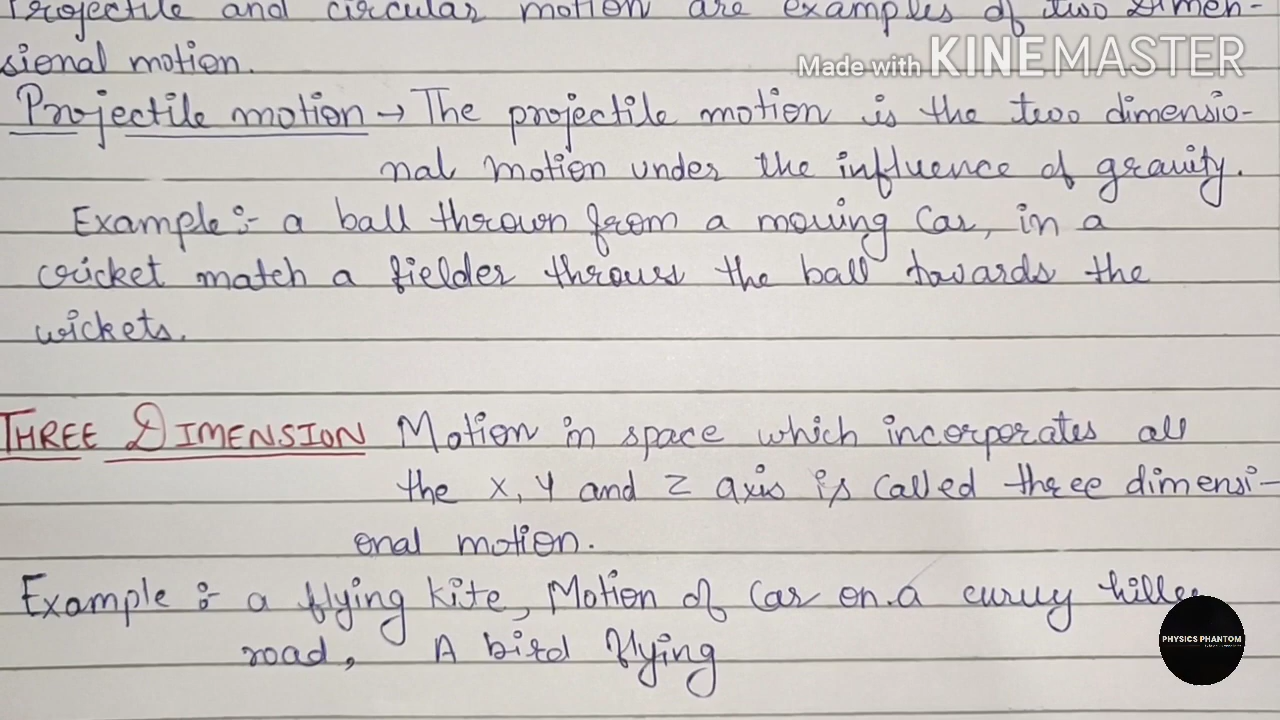 Projectile and circular motion are examples of two Dimen-
sional motion.
Made with KINEMASTER
Projectile motion → The projectile motion is the two dimensio-
nal motion under the influence of gravity.
Example :- a ball thrown from a moving Car, in a
cricket match a fielder throws the ball towards the
wickets.
THREE DIMENSION Motion in space which incorporates all
the X, Y and Z axis is called three dimensi-
onal motion.
Example :- a flying kite, Motion of Car on a curvy
road, A bird flying
PHYSICS PHANTOM